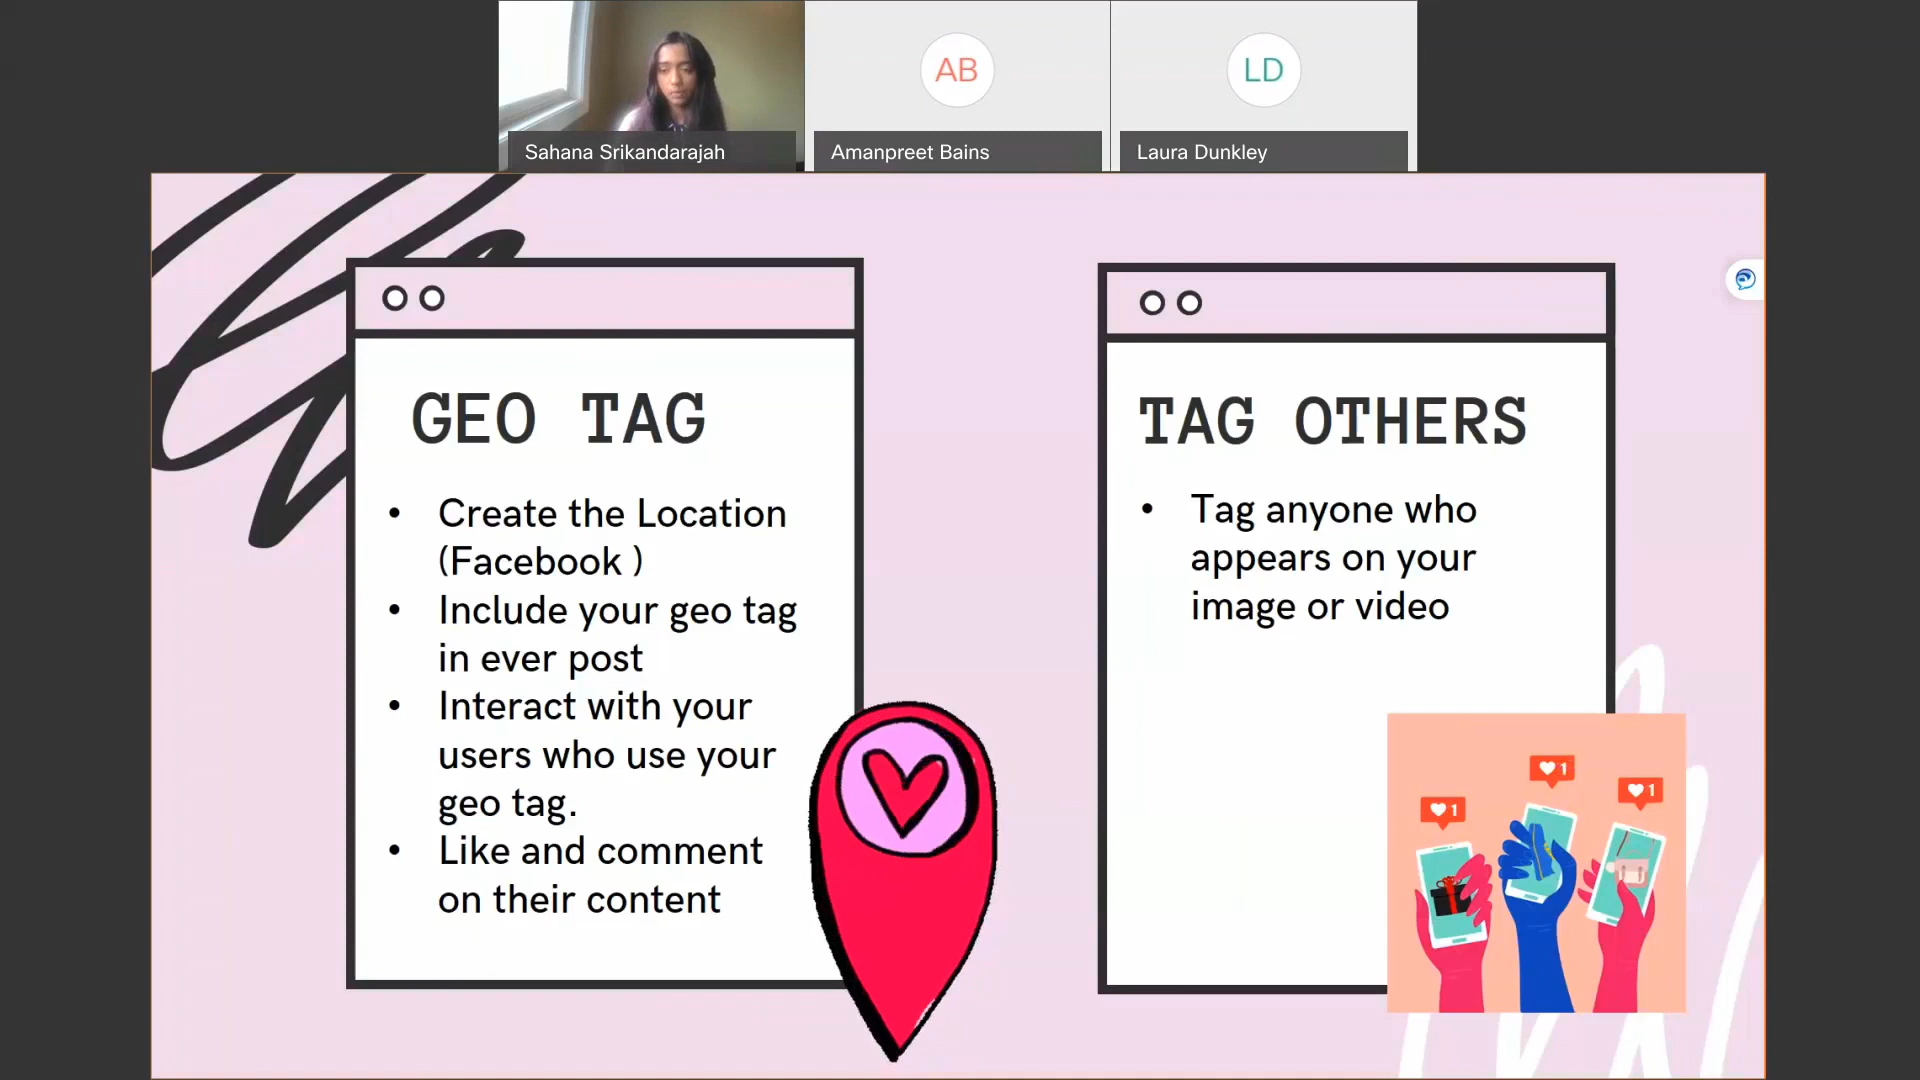 AB
LD
Sahana Srikandarajah
Amanpreet Bains
Laura Dunkley
GEO TAG
• Create the Location
(Facebook )
• Include your geo tag
in ever post
• Interact with your
users who use your
geo tag.
• Like and comment
on their content
TAG OTHERS
• Tag anyone who
appears on your
image or video
1
1
1